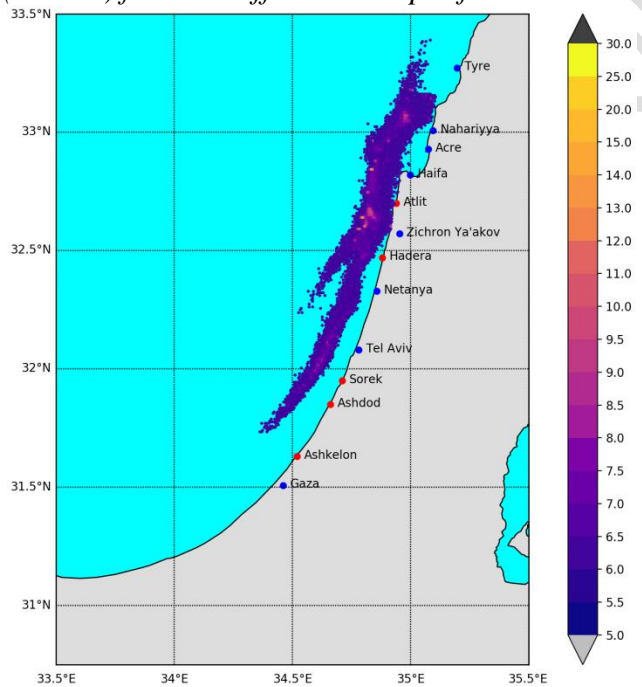 33.5°N
33°N
32.5°N
32°N
31.5°N
31°N
33.5°E
34°E
34.5°E
35°E
35.5°E
Tyre
Nahariyya
Acre
Haifa
Atlit
Zichron Ya'akov
Hadera
Netanya
Tel Aviv
Sorek
Ashdod
Ashkelon
Gaza
30.0
25.0
20.0
15.0
14.0
13.0
12.0
11.0
10.0
9.5
9.0
8.5
8.0
7.5
7.0
6.5
6.0
5.5
5.0